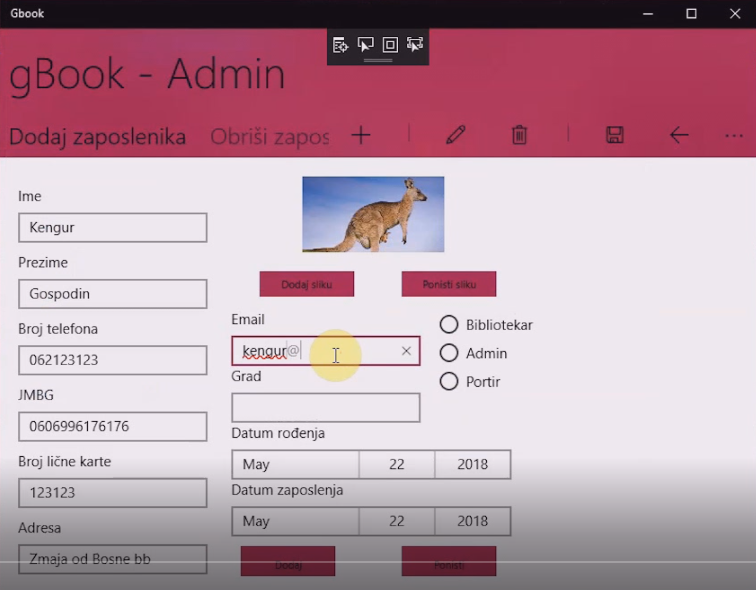 Gbook
gBook - Admin
Dodaj zaposlenika
Obriši zapos
Ime
Kengur
Prezime
Gospodin
Broj telefona
062123123
JMBG
0606996176176
Broj lične karte
123123
Adresa
Zmaja od Bosne bb
Dodaj sliku
Ponisti sliku
Email
kengur@
Grad
Datum rođenja
May 22 2018
Datum zaposlenja
May 22 2018
Dodaj
Ponisti
Bibliotekar
Admin
Portir